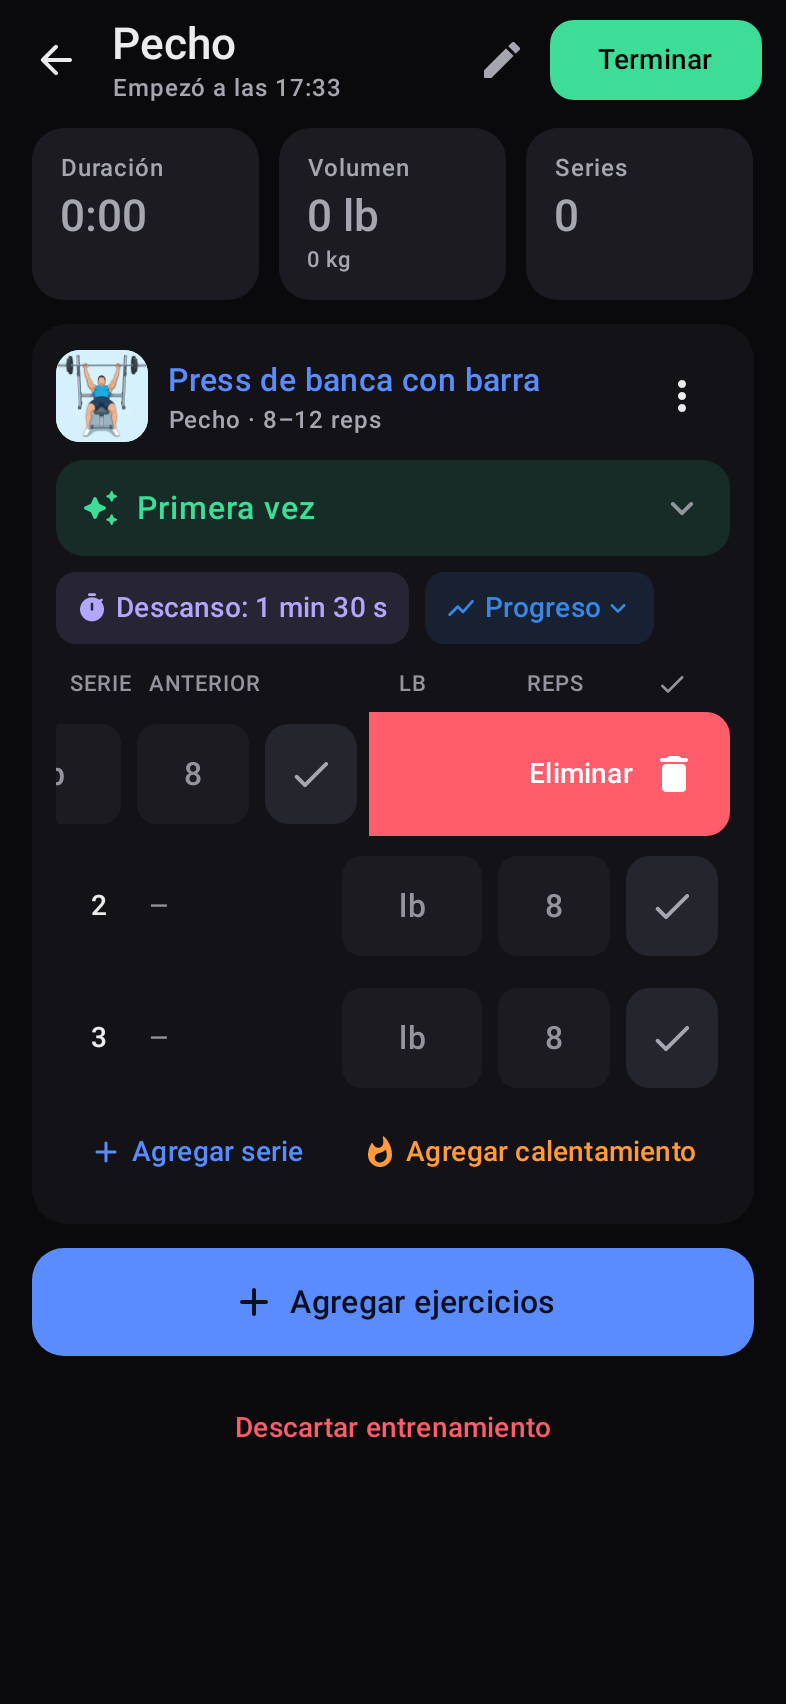 Pecho
Empezó a las 17:33
Terminar
Duración
0:00
Volumen
0 lb
0 kg
Series
0
Press de banca con barra
Pecho · 8–12 reps
Primera vez
Descanso: 1 min 30 s
Progreso
SERIE ANTERIOR LB REPS
8 Eliminar
2 – lb 8
3 – lb 8
Agregar serie
Agregar calentamiento
Agregar ejercicios
Descartar entrenamiento